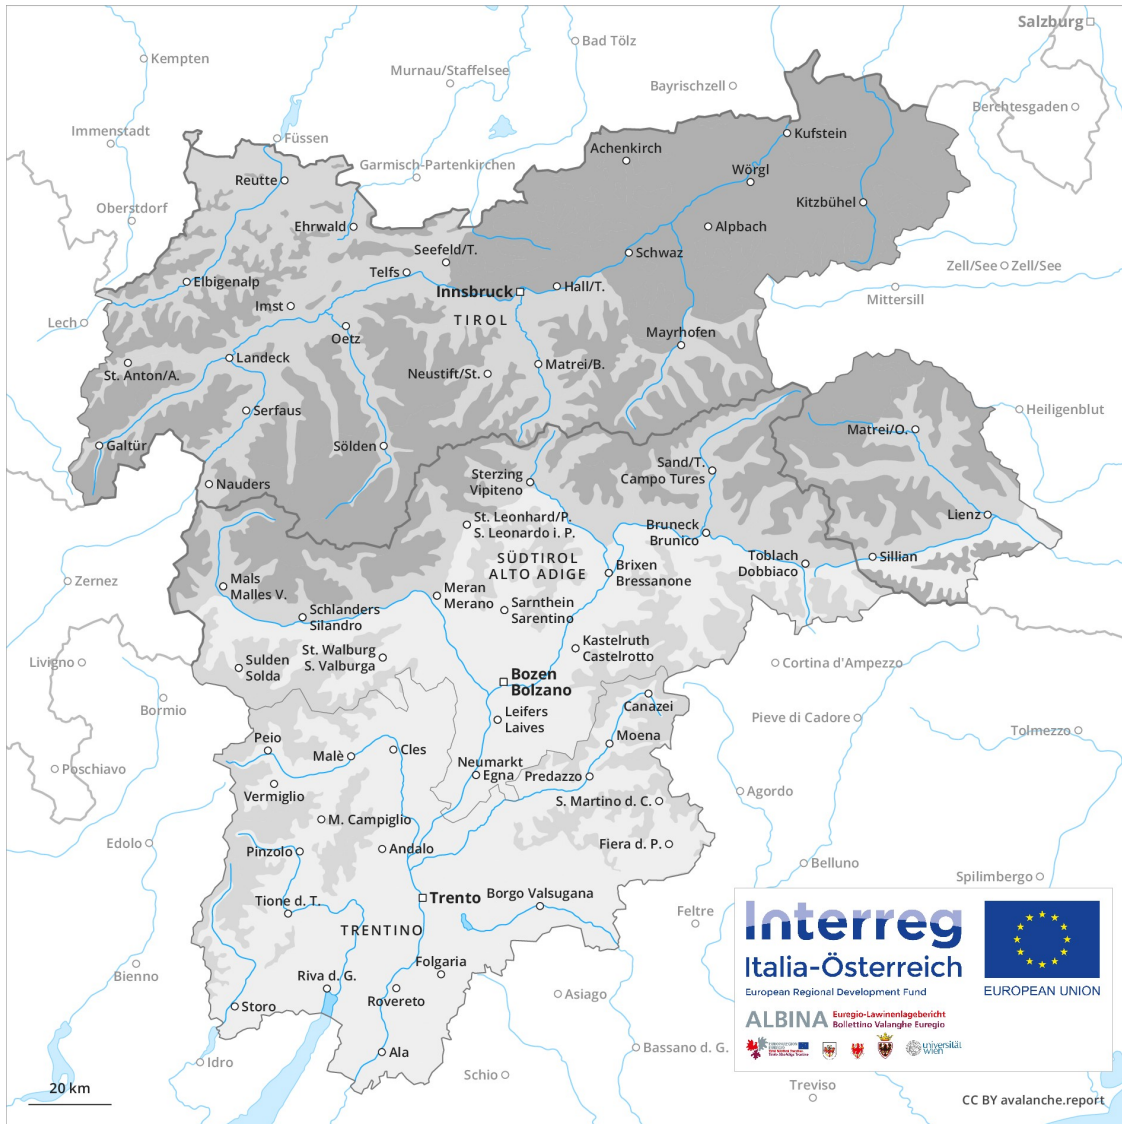 Salzburg
Bad Tölz
Kempten
Murnau/Staffelsee
Bayrischzell
Berchtesgaden
Immenstadt
Füssen
Kufstein
Achenkirch
Garmisch-Partenkirchen
Wörgl
Reutte
Kitzbühel
Oberstdorf
Ehrwald
Alpbach
Seefeld/T.
Schwaz
Telfs
Zell/See
Zell/See
Elbigenalp
Hall/T.
Innsbruck
Mittersill
Imst
TIROL
Lech
Oetz
Mayrhofen
Landeck
Matrei/B.
St. Anton/A.
Neustift/St.
Serfaus
Heiligenblut
Matrei/O.
Galtür
Sölden
Sand/T.
Campo Tures
Sterzing
Vipiteno
Nauders
St. Leonhard/P.
S. Leonardo i. P.
Lienz
Bruneck
Brunico
SÜDTIROL
ALTO ADIGE
Toblach
Dobbiaco
Sillian
Brixen
Bressanone
Zernez
Mals
Malles V.
Meran
Merano
Sarnthein
Sarentino
Schlanders
Silandro
Kastelruth
Castelrotto
St. Walburg
S. Valburga
Livigno
Sulden
Solda
Cortina d'Ampezzo
Bozen
Bolzano
Bormio
Canazei
Leifers
Laives
Pieve di Cadore
Tolmezzo
Moena
Peio
Malè
Cles
Poschiavo
Neumarkt
Egna
Predazzo
Vermiglio
Agordo
S. Martino d. C.
M. Campiglio
Edolo
Pinzolo
Andalo
Fiera d. P.
Belluno
Spilimbergo
Tione d. T.
Trento
Borgo Valsugana
Feltre
TRENTINO
Interreg
Italia-Österreich
European Regional Development Fund
EUROPEAN UNION
Bienno
Riva d. G.
Folgaria
Rovereto
Asiago
Storo
ALBINA
Euregio-Lawinenlagebericht
Bollettino Valanghe Euregio
universität
wien
Ala
Idro
Bassano d. G.
Schio
Treviso
20 km
CC BY avalanche.report